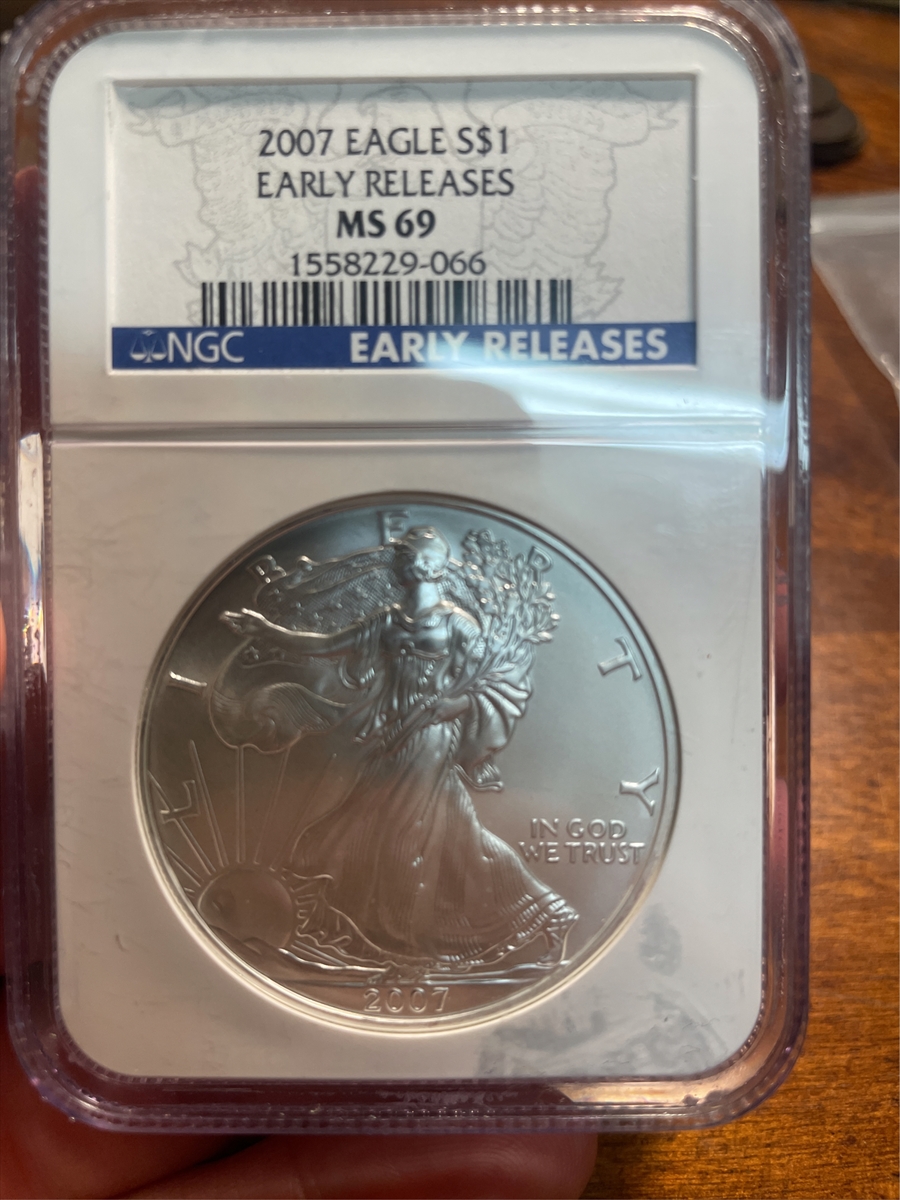 2007 EAGLE S$1
EARLY RELEASES
MS 69
1558229-066
NGC EARLY RELEASES
LIBERTY
IN GOD
WE TRUST
2007